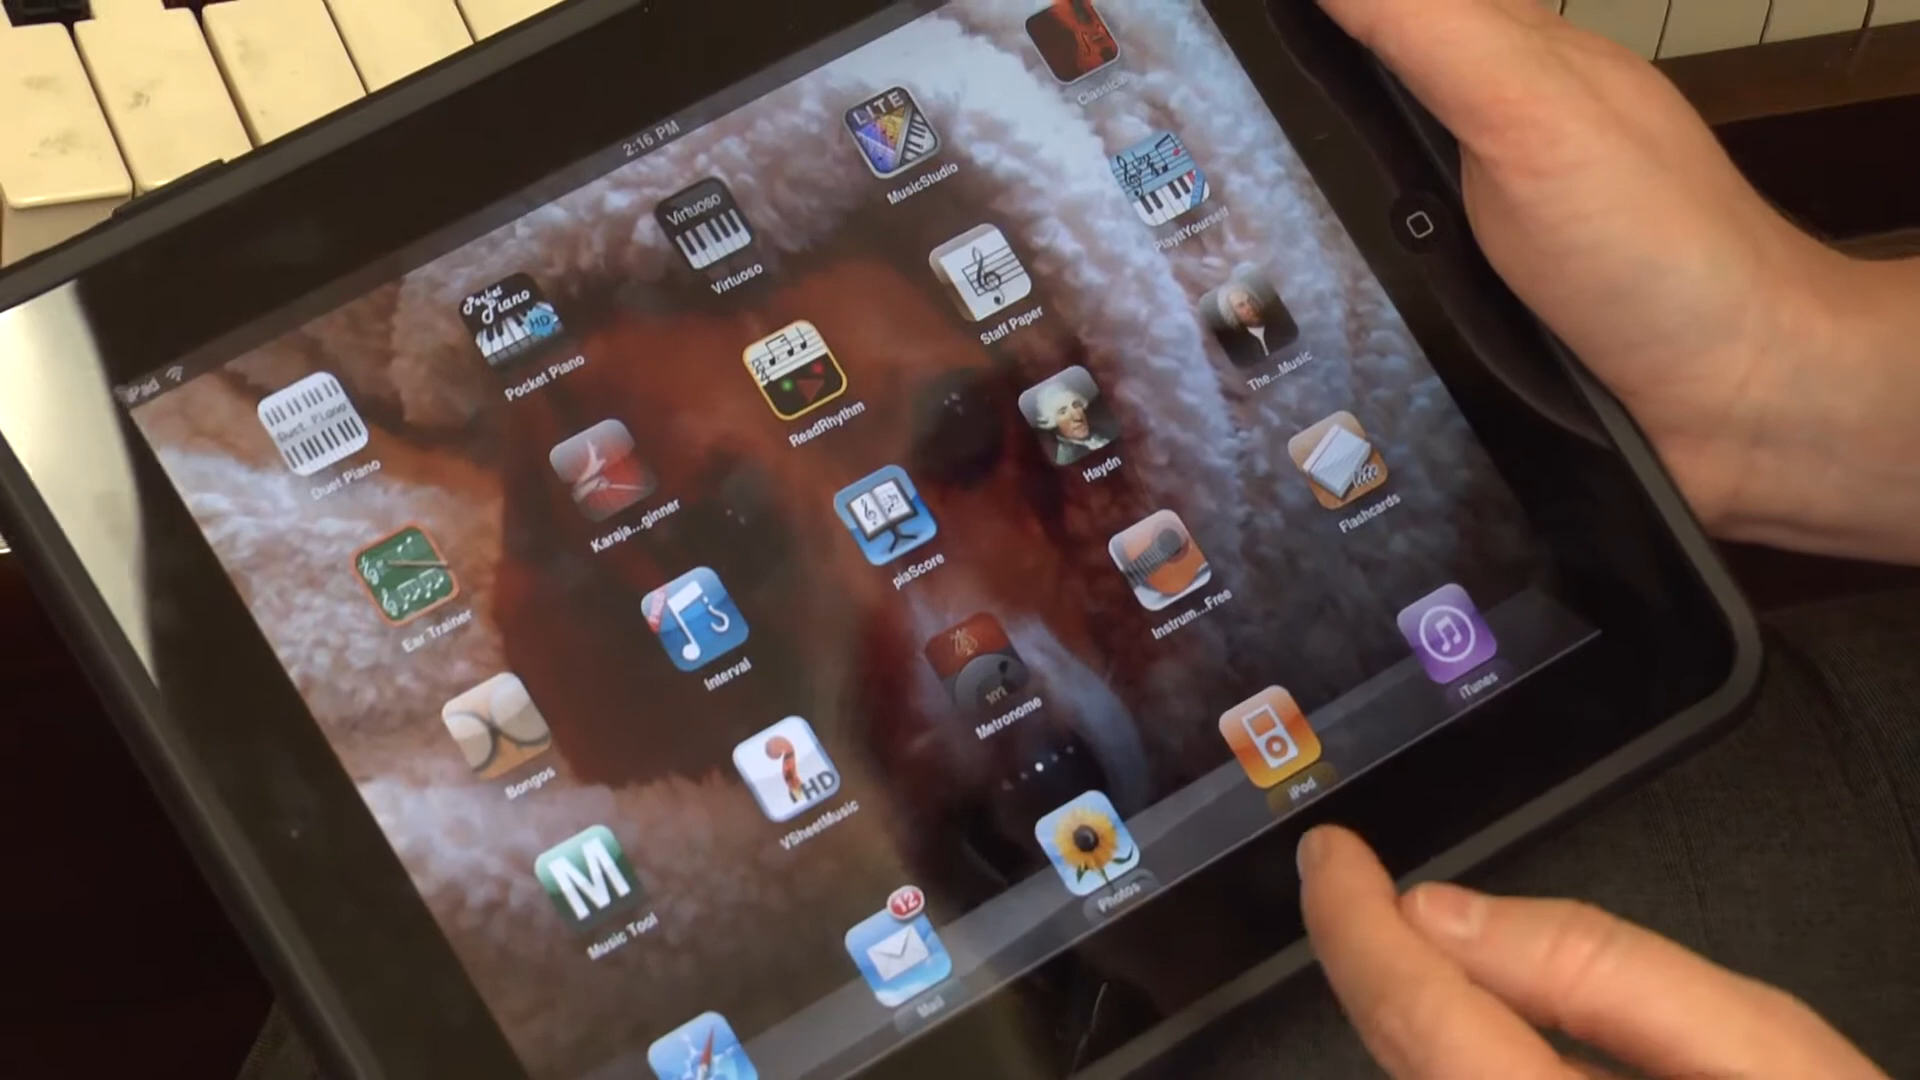 iPad
2:16 PM
Duet Piano
Duet Piano
Pocket Piano HD
Pocket Piano
Virtuoso
Virtuoso
LITE
MusicStudio
Classical
Ear Trainer
Karaja...ginner
ReadRhythm
Staff Paper
PlayitYourself
Bongos
FREE
Interval
piaScore
Haydn
The...Music
Music Tool
M
HD
VSheetMusic
Metronome
Instrum...Free
lite
Flashcards
12
Mail
Photos
iPod
iTunes